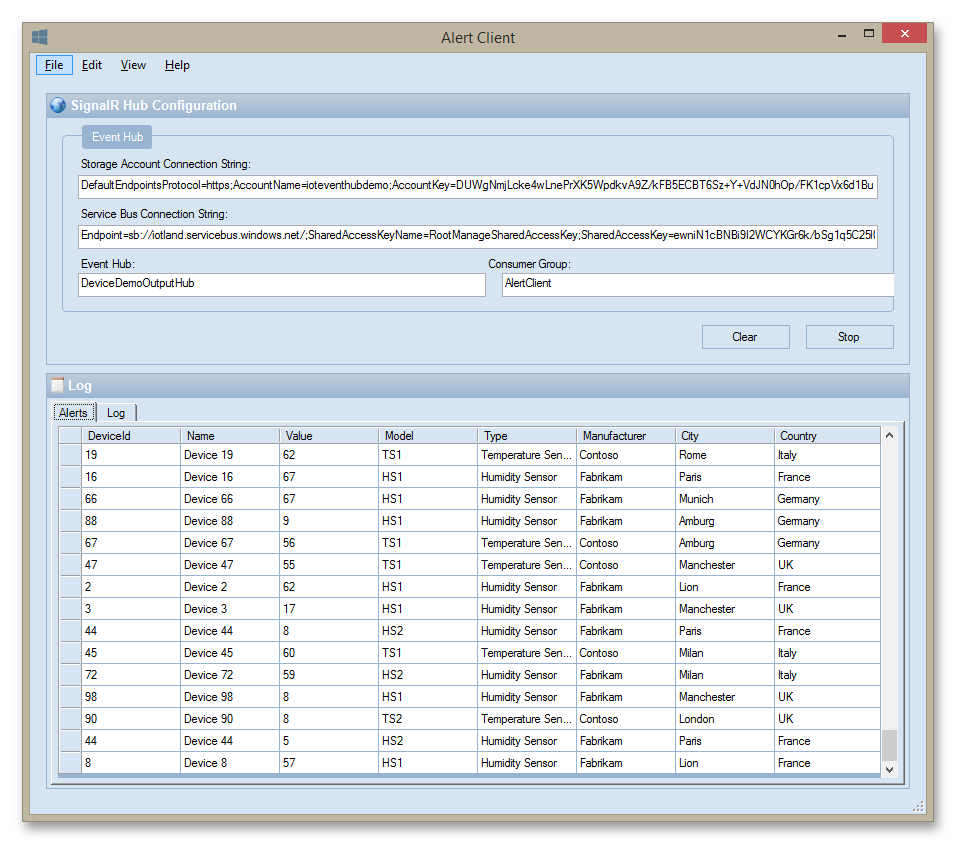 Alert Client
File Edit View Help
SignalR Hub Configuration
Event Hub
Storage Account Connection String:
DefaultEndpointsProtocol=https;AccountName=ioteventhubdemo;AccountKey=DUWgNmjLcke4wLnePrXK5WpdkvA9Z/kFB5ECBT6Sz+Y+VdJN0hOp/FK1cpVx6d1Bu
Service Bus Connection String:
Endpoint=sb://iotland.servicebus.windows.net/;SharedAccessKeyName=RootManageSharedAccessKey;SharedAccessKey=ewniN1cBNBi9I2WCYKGr6k/bSg1q5C25I
Event Hub: Consumer Group:
DeviceDemoOutputHub AlertClient
Clear Stop
Log
Alerts Log
DeviceId Name Value Model Type Manufacturer City Country
19 Device 19 62 TS1 Temperature Sen... Contoso Rome Italy
16 Device 16 67 HS1 Humidity Sensor Fabrikam Paris France
66 Device 66 67 HS1 Humidity Sensor Fabrikam Munich Germany
88 Device 88 9 HS1 Humidity Sensor Fabrikam Amburg Germany
67 Device 67 56 TS1 Temperature Sen... Contoso Amburg Germany
47 Device 47 55 TS1 Temperature Sen... Contoso Manchester UK
2 Device 2 62 HS1 Humidity Sensor Fabrikam Lion France
3 Device 3 17 HS1 Humidity Sensor Fabrikam Manchester UK
44 Device 44 8 HS2 Humidity Sensor Fabrikam Paris France
45 Device 45 60 TS1 Temperature Sen... Contoso Milan Italy
72 Device 72 59 HS2 Humidity Sensor Fabrikam Milan Italy
98 Device 98 8 HS1 Humidity Sensor Fabrikam Manchester UK
90 Device 90 8 TS2 Temperature Sen... Contoso London UK
44 Device 44 5 HS2 Humidity Sensor Fabrikam Paris France
8 Device 8 57 HS1 Humidity Sensor Fabrikam Lion France